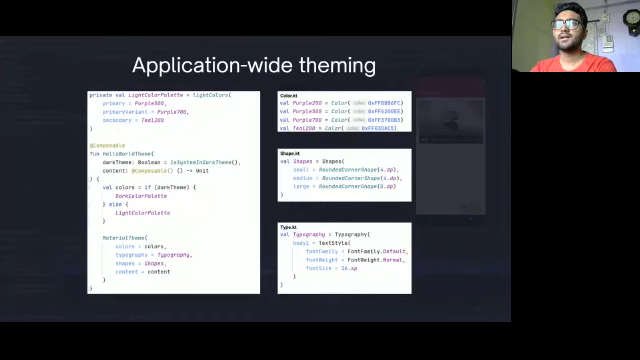 Application-wide theming
private val LightColorPalette = lightColors(
primary = Purple500,
primaryVariant = Purple700,
secondary = Teal200
)
@Composable
fun HelloWorldTheme(
darkTheme: Boolean = isSystemInDarkTheme(),
content: @Composable() () -> Unit
) {
val colors = if (darkTheme) {
DarkColorPalette
} else {
LightColorPalette
}
MaterialTheme(
colors = colors,
typography = Typography,
shapes = Shapes,
content = content
)
}
Color.kt
val Purple200 = Color(
val Purple500 = Color( 0xFF6200EE)
val Purple700 = Color( 0xFF3700B3)
val Teal200 = Color( 0xFF03DAC5)
Shape.kt
val Shapes = Shapes(
small = RoundedCornerShape(4.dp),
medium = RoundedCornerShape(4.dp),
large = RoundedCornerShape(0.dp)
)
Type.kt
val Typography = Typography(
body1 = TextStyle(
fontFamily = FontFamily.Default,
fontWeight = FontWeight.Normal,
fontSize = 16.sp
)
)